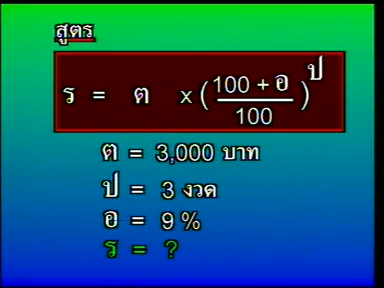 สูตร
ร = ต x ( 100 + อ / 100 ) ป
ต = 3,000 บาท
ป = 3 งวด
อ = 9 %
ร = ?